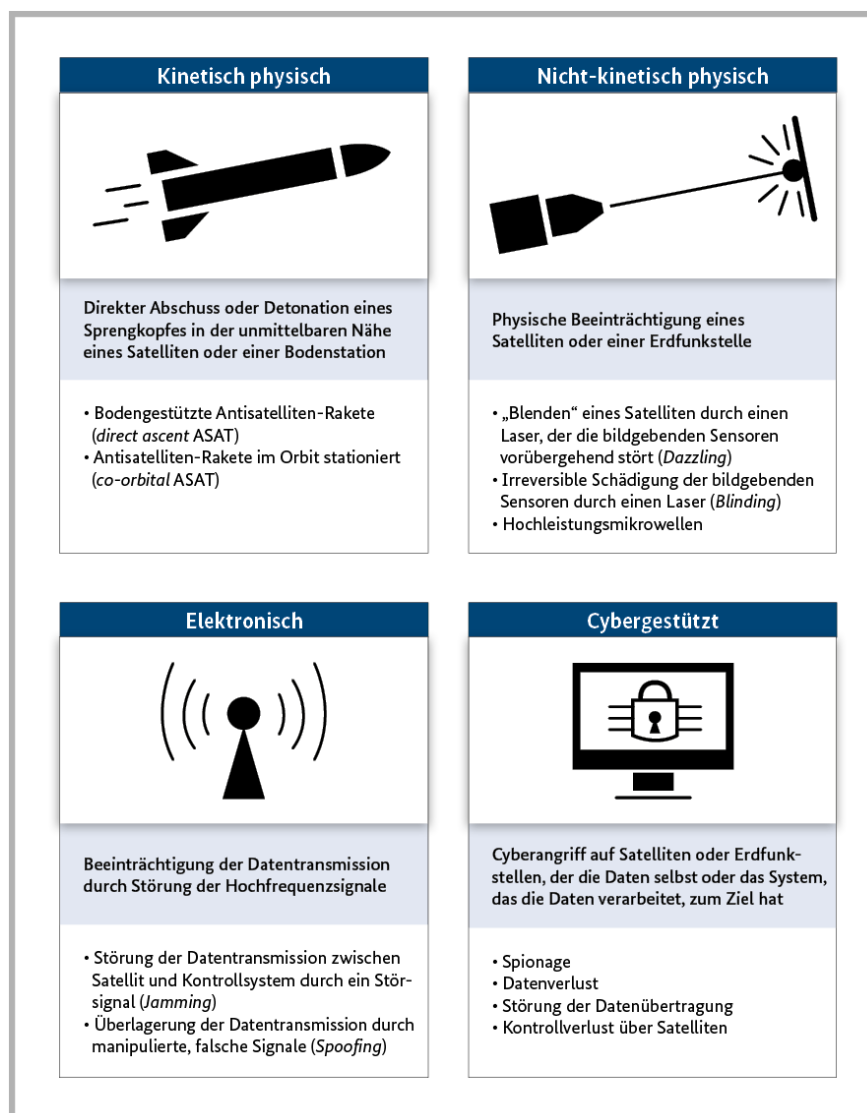 Kinetisch physisch
Direkter Abschuss oder Detonation eines
Sprengkopfes in der unmittelbaren Nähe
eines Satelliten oder einer Bodenstation
• Bodengestützte Antisatelliten-Rakete
(direct ascent ASAT)
• Antisatelliten-Rakete im Orbit stationiert
(co-orbital ASAT)
Nicht-kinetisch physisch
Physische Beeinträchtigung eines
Satelliten oder einer Erdfunkstelle
• „Blenden“ eines Satelliten durch einen
Laser, der die bildgebenden Sensoren
vorübergehend stört (Dazzling)
• Irreversible Schädigung der bildgebenden
Sensoren durch einen Laser (Blinding)
• Hochleistungsmikrowellen
Elektronisch
Beeinträchtigung der Datentransmission
durch Störung der Hochfrequenzsignale
• Störung der Datentransmission zwischen
Satellit und Kontrollsystem durch ein Stör-
signal (Jamming)
• Überlagerung der Datentransmission durch
manipulierte, falsche Signale (Spoofing)
Cybergestützt
Cyberangriff auf Satelliten oder Erdfunk-
stellen, der die Daten selbst oder das System,
das die Daten verarbeitet, zum Ziel hat
• Spionage
• Datenverlust
• Störung der Datenübertragung
• Kontrollverlust über Satelliten